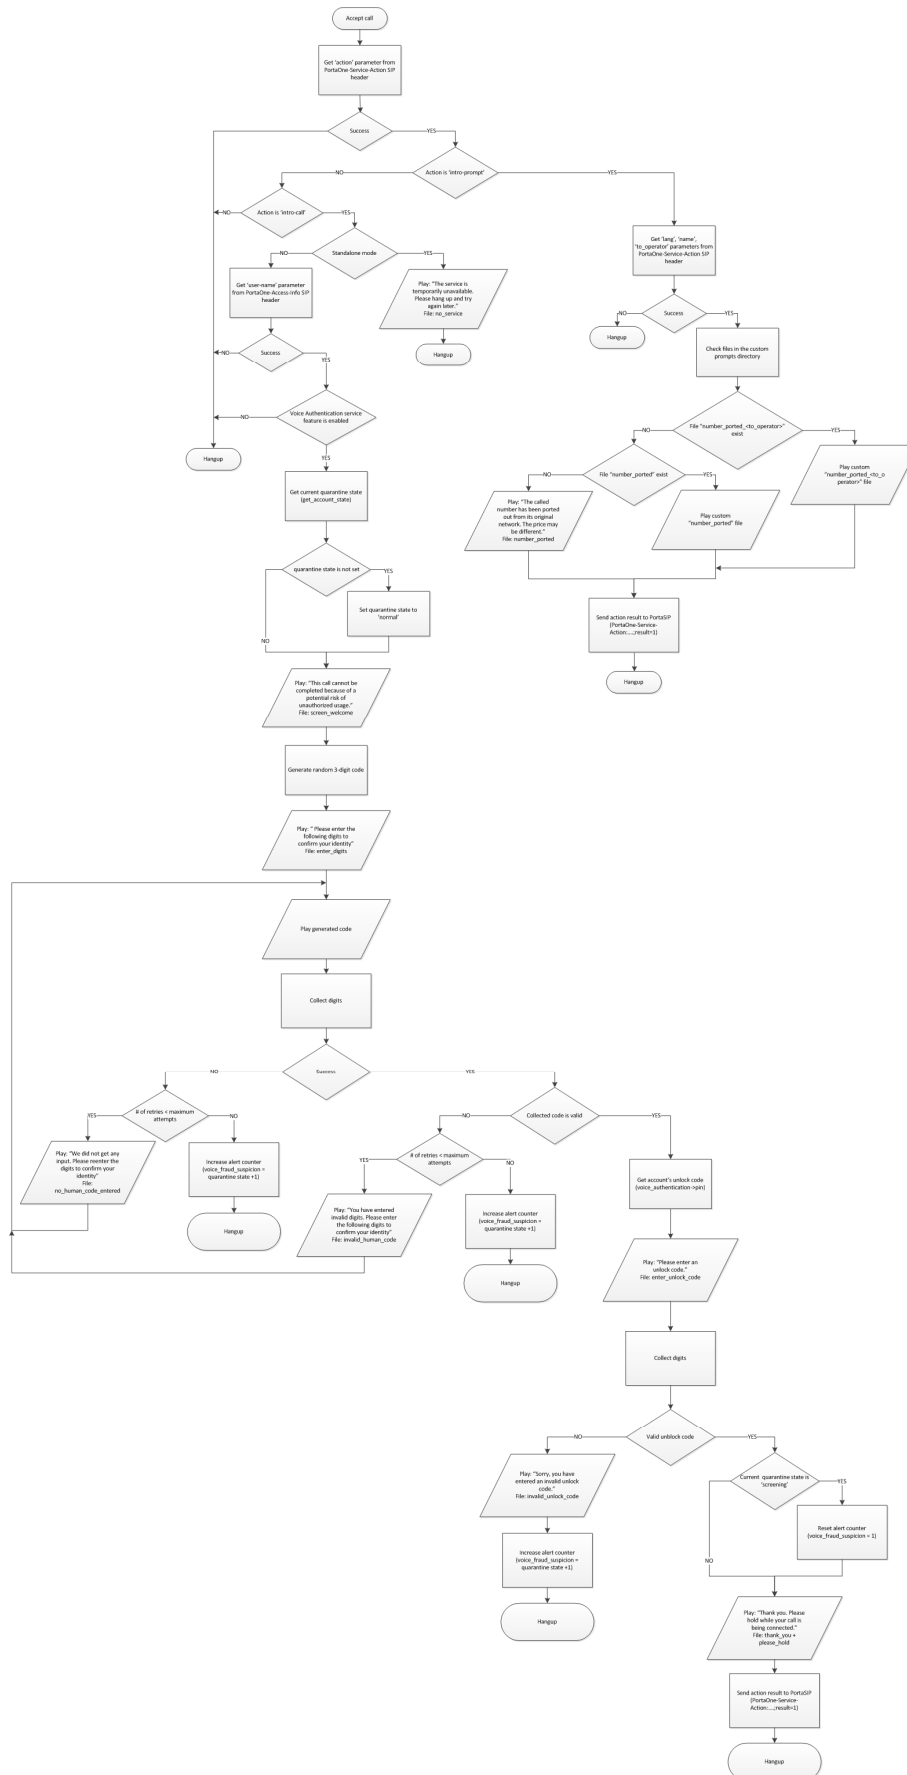 Accept call
Get 'action' parameter from
PortaOne-Service-Action SIP
header
Success
YES
Action is 'intro-prompt'
NO
YES
Action is 'intro-call'
NO
YES
Standalone mode
NO
YES
Get 'user-name' parameter
from PortaOne-Access-Info SIP
header
Play: "The service is
temporarily unavailable.
Please hang up and try
again later."
File: no_service
Hangup
Success
NO
YES
Voice Authentication service
feature is enabled
NO
YES
Hangup
Get 'lang', 'name',
'to_operator' parameters from
PortaOne-Service-Action SIP
header
Success
NO
YES
Hangup
Check files in the custom
prompts directory
File "number_ported_<to_operator>"
exist
NO
YES
File "number_ported" exist
NO
YES
Play custom
"number_ported_<to_o
perator>" file
Play: "The called
number has been ported
out from its original
network. The price may
be different."
File: number_ported
Play custom
"number_ported" file
Send action result to PortaSIP
(PortaOne-Service-
Action:...;result=1)
Hangup
Get current quarantine state
(get_account_state)
quarantine state is not set
YES
NO
Set quarantine state to
'normal'
Play: "This call cannot be
completed because of a
potential risk of
unauthorized usage."
File: screen_welcome
Generate random 3-digit code
Play: " Please enter the
following digits to
confirm your identity"
File: enter_digits
Play generated code
Collect digits
Success
NO
YES
# of retries < maximum
attempts
YES
NO
Play: "We did not get any
input. Please reenter the
digits to confirm your
identity"
File:
no_human_code_entered
Increase alert counter
(voice_fraud_suspicion =
quarantine state +1)
Hangup
Collected code is valid
NO
YES
# of retries < maximum
attempts
YES
NO
Play: "You have entered
invalid digits. Please enter
the following digits to
confirm your identity"
File: invalid_human_code
Increase alert counter
(voice_fraud_suspicion =
quarantine state +1)
Hangup
Get account's unlock code
(voice_authentication->pin)
Play: "Please enter an
unlock code."
File: enter_unlock_code
Collect digits
Valid unblock code
NO
YES
Play: "Sorry, you have
entered an invalid unlock
code."
File: invalid_unlock_code
Increase alert counter
(voice_fraud_suspicion =
quarantine state +1)
Hangup
Current quarantine state is
'screening'
YES
NO
Reset alert counter
(voice_fraud_suspicion = 1)
Play: "Thank you. Please
hold while your call is
being connected."
File: thank_you +
please_hold
Send action result to PortaSIP
(PortaOne-Service-
Action:...;result=1)
Hangup